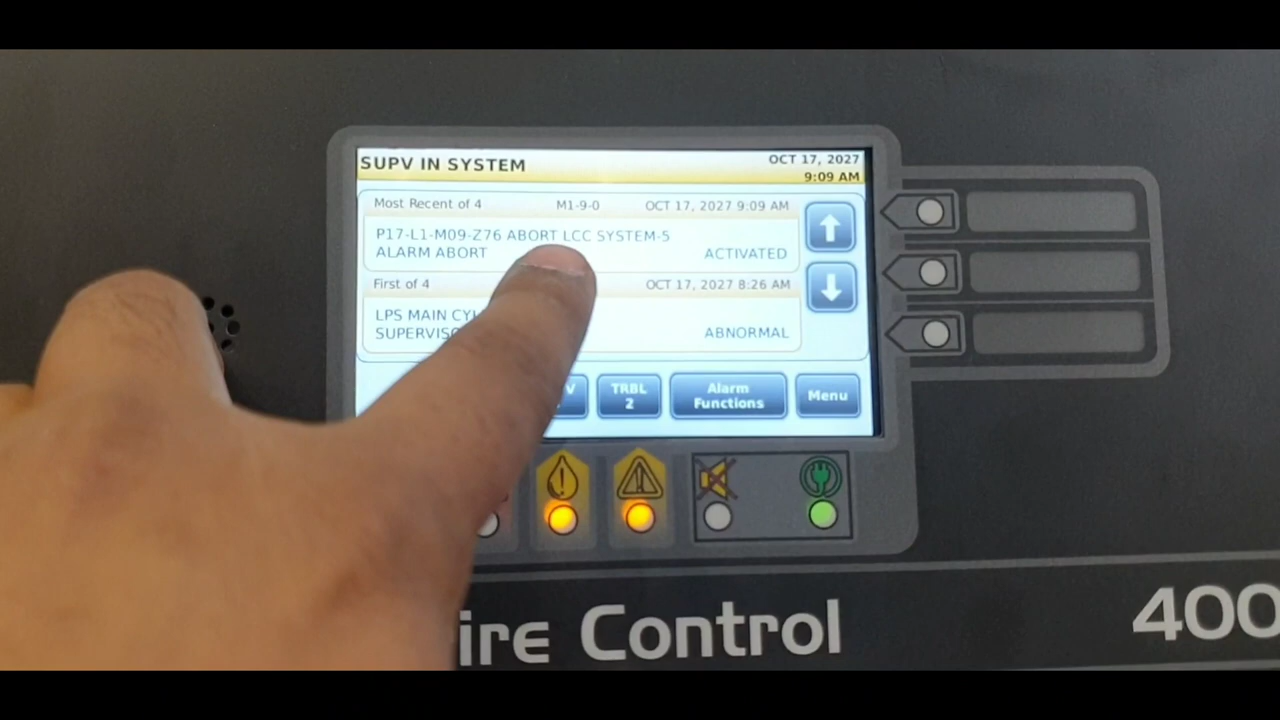 SUPV IN SYSTEM
OCT 17, 2027
9:09 AM
Most Recent of 4 M1-9-0 OCT 17, 2027 9:09 AM
P17-L1-M09-Z76 ABORT LCC SYSTEM-5
ALARM ABORT ACTIVATED
First of 4 OCT 17, 2027 8:26 AM
LPS MAIN
ABNORMAL
TRBL
2
Alarm
Functions
Menu
Control
400